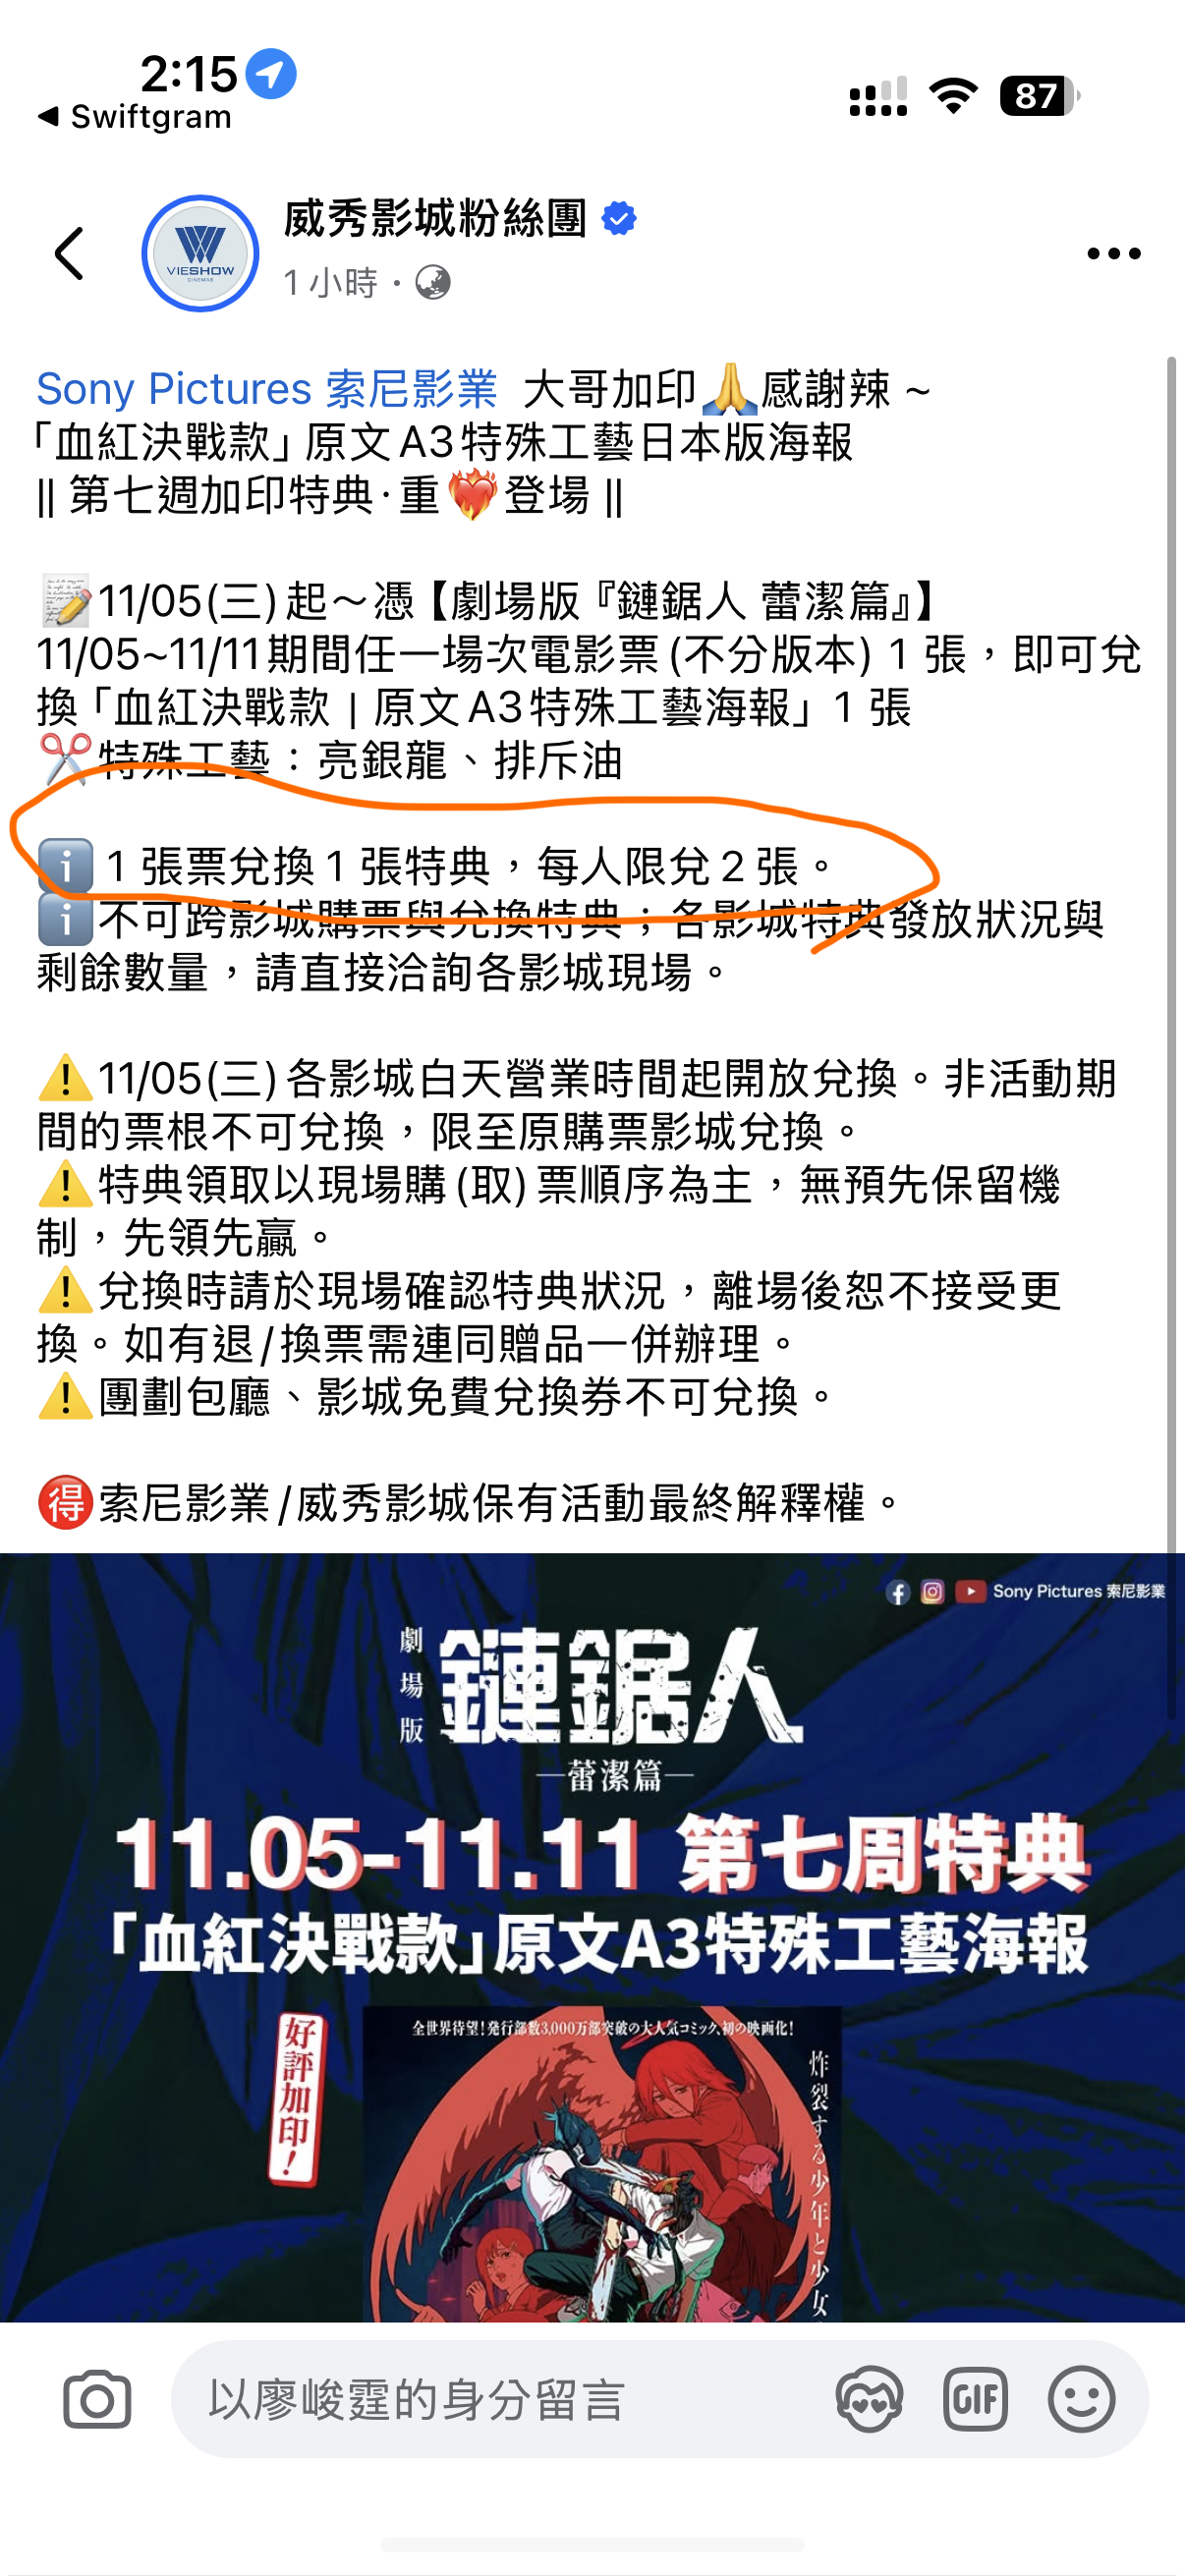 2:15
87
◀ Swiftgram
威秀影城粉絲團
VIESHOW
CINEMAS
1 小時 ·
Sony Pictures 索尼影業 大哥加印🙏感謝辣 ~
「血紅決戰款」原文A3特殊工藝日本版海報
|| 第七週加印特典·重❤️‍🔥登場 ||
📝11/05(三)起～憑【劇場版『鏈鋸人 蕾潔篇』】
11/05~11/11期間任一場次電影票(不分版本) 1 張，即可兌
換「血紅決戰款 | 原文A3特殊工藝海報」1 張
✂️特殊工藝：亮銀龍、排斥油
ℹ️ 1 張票兌換 1 張特典，每人限兌 2 張。
ℹ️不可跨影城購票與兌換特典；各影城特典發放狀況與
剩餘數量，請直接洽詢各影城現場。
⚠️11/05(三)各影城白天營業時間起開放兌換。非活動期
間的票根不可兌換，限至原購票影城兌換。
⚠️特典領取以現場購(取)票順序為主，無預先保留機
制，先領先贏。
⚠️兌換時請於現場確認特典狀況，離場後恕不接受更
換。如有退/換票需連同贈品一併辦理。
⚠️團劃包廳、影城免費兌換券不可兌換。
🉐索尼影業/威秀影城保有活動最終解釋權。
Sony Pictures 索尼影業
劇場版 鏈鋸人
—蕾潔篇—
11.05-11.11 第七周特典
「血紅決戰款」原文A3特殊工藝海報
好評加印！
全世界待望！発行部数3,000万部突破の大人気コミック、初の映画化！
炸裂する少年と少女
以廖峻霆的身分留言
GIF